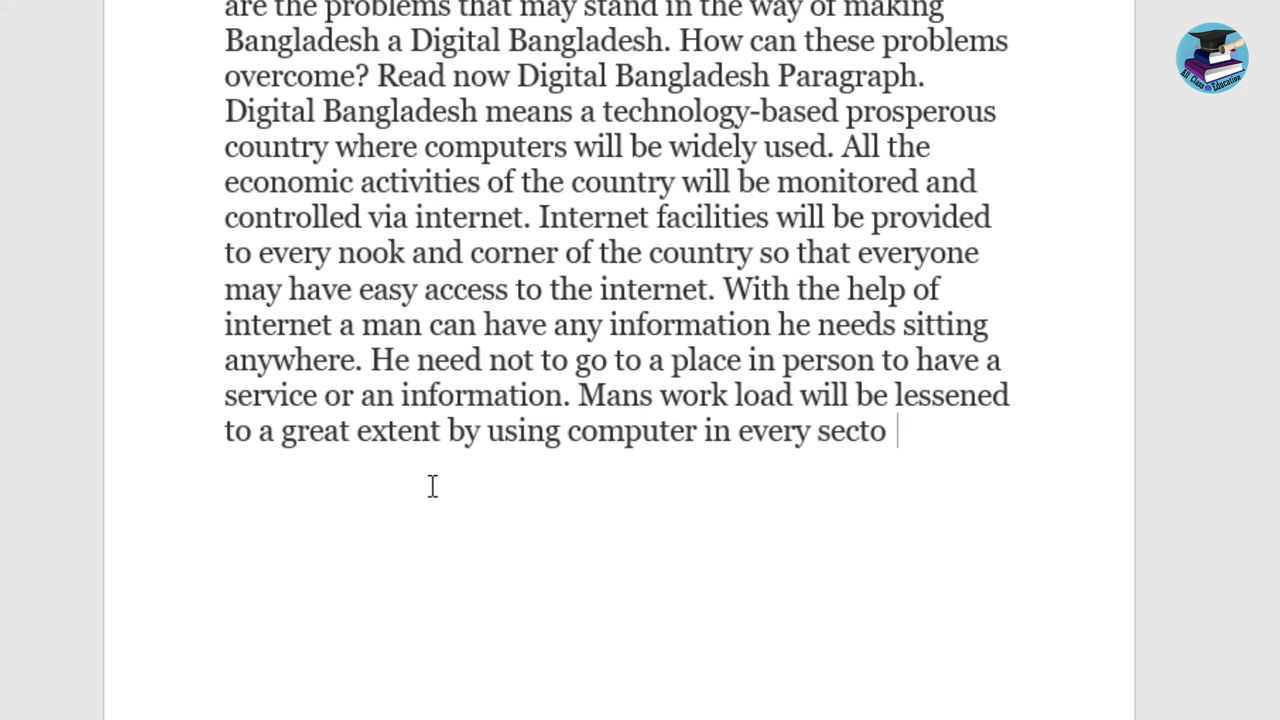 are the problems that may stand in the way of making
Bangladesh a Digital Bangladesh. How can these problems
overcome? Read now Digital Bangladesh Paragraph.
Digital Bangladesh means a technology-based prosperous
country where computers will be widely used. All the
economic activities of the country will be monitored and
controlled via internet. Internet facilities will be provided
to every nook and corner of the country so that everyone
may have easy access to the internet. With the help of
internet a man can have any information he needs sitting
anywhere. He need not to go to a place in person to have a
service or an information. Mans work load will be lessened
to a great extent by using computer in every secto
All Class Education